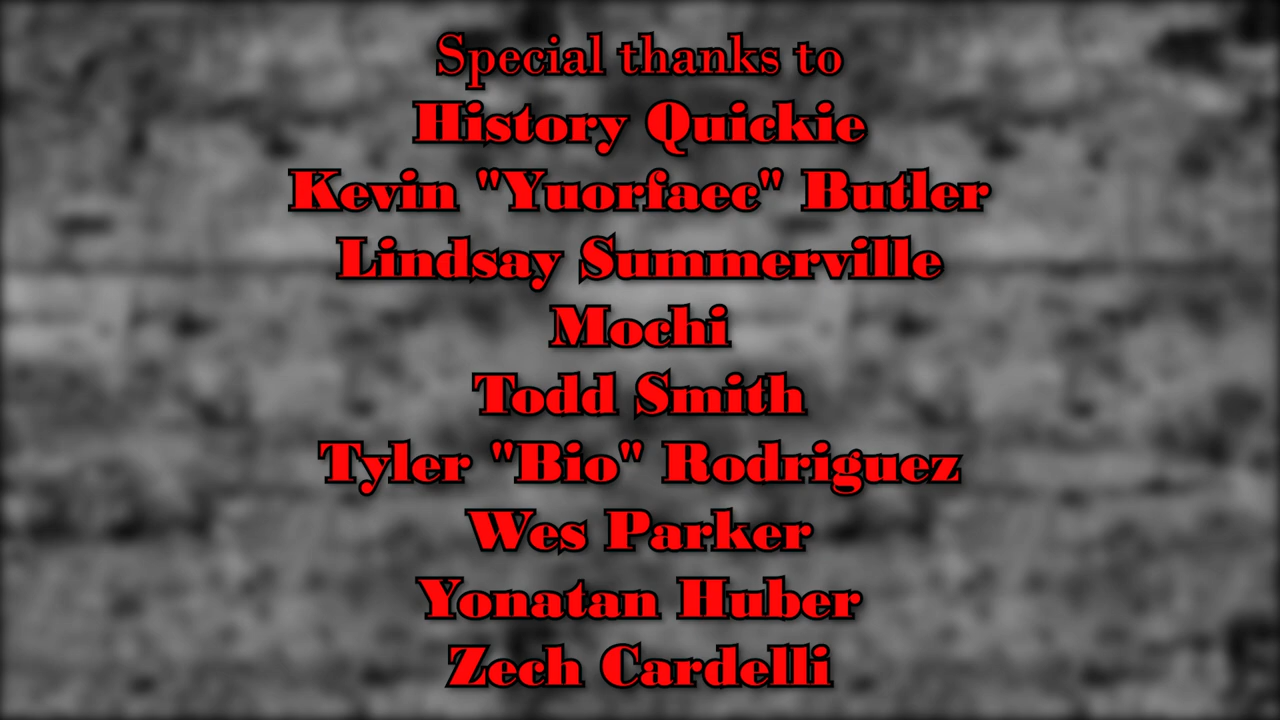 Special thanks to
History Quickie
Kevin "Yuorfaec" Butler
Lindsay Summerville
Mochi
Todd Smith
Tyler "Bio" Rodriguez
Wes Parker
Yonatan Huber
Zech Cardelli